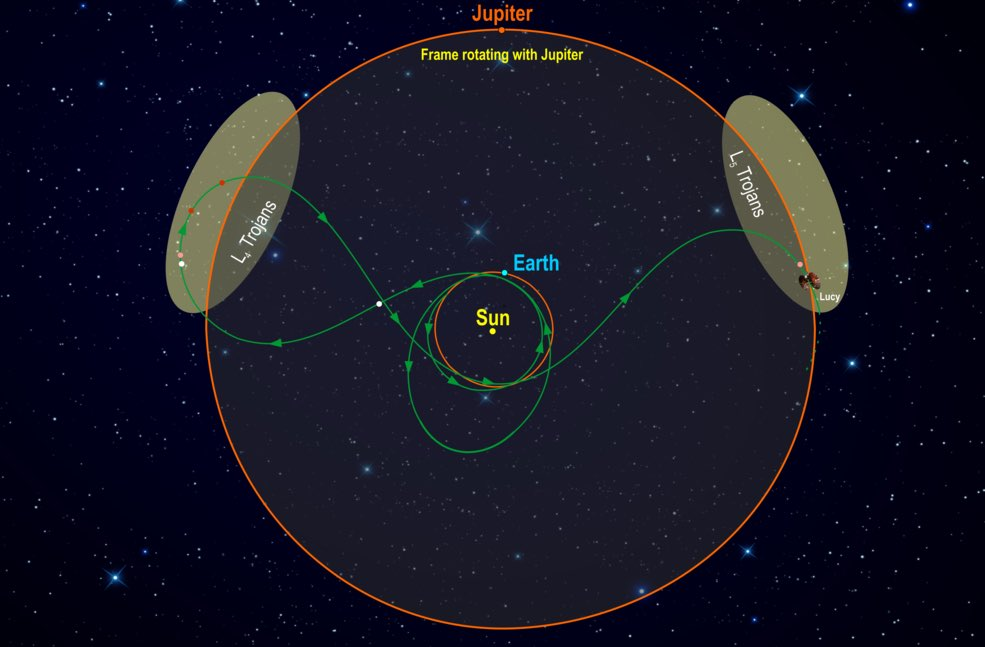 Jupiter
Frame rotating with Jupiter
L4 Trojans
L5 Trojans
Earth
Sun
Lucy